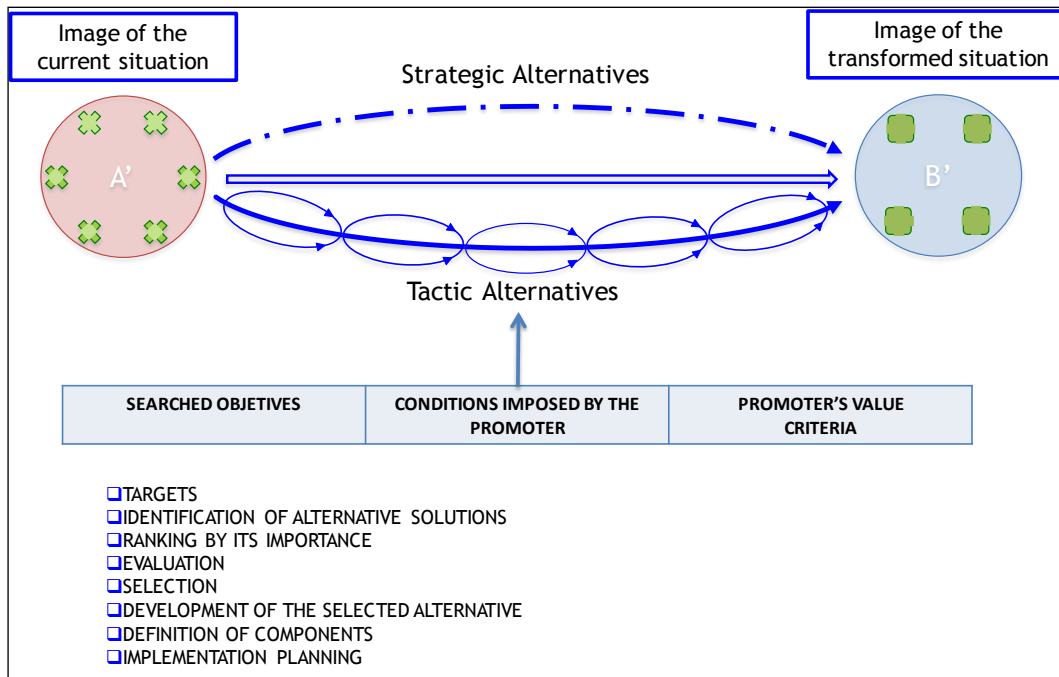 Image of the
current situation
Image of the
transformed situation
Strategic Alternatives
A'
B'
Tactic Alternatives
SEARCHED OBJETIVES
CONDITIONS IMPOSED BY THE
PROMOTER
PROMOTER’S VALUE
CRITERIA
❑TARGETS
❑IDENTIFICATION OF ALTERNATIVE SOLUTIONS
❑RANKING BY ITS IMPORTANCE
❑EVALUATION
❑SELECTION
❑DEVELOPMENT OF THE SELECTED ALTERNATIVE
❑DEFINITION OF COMPONENTS
❑IMPLEMENTATION PLANNING